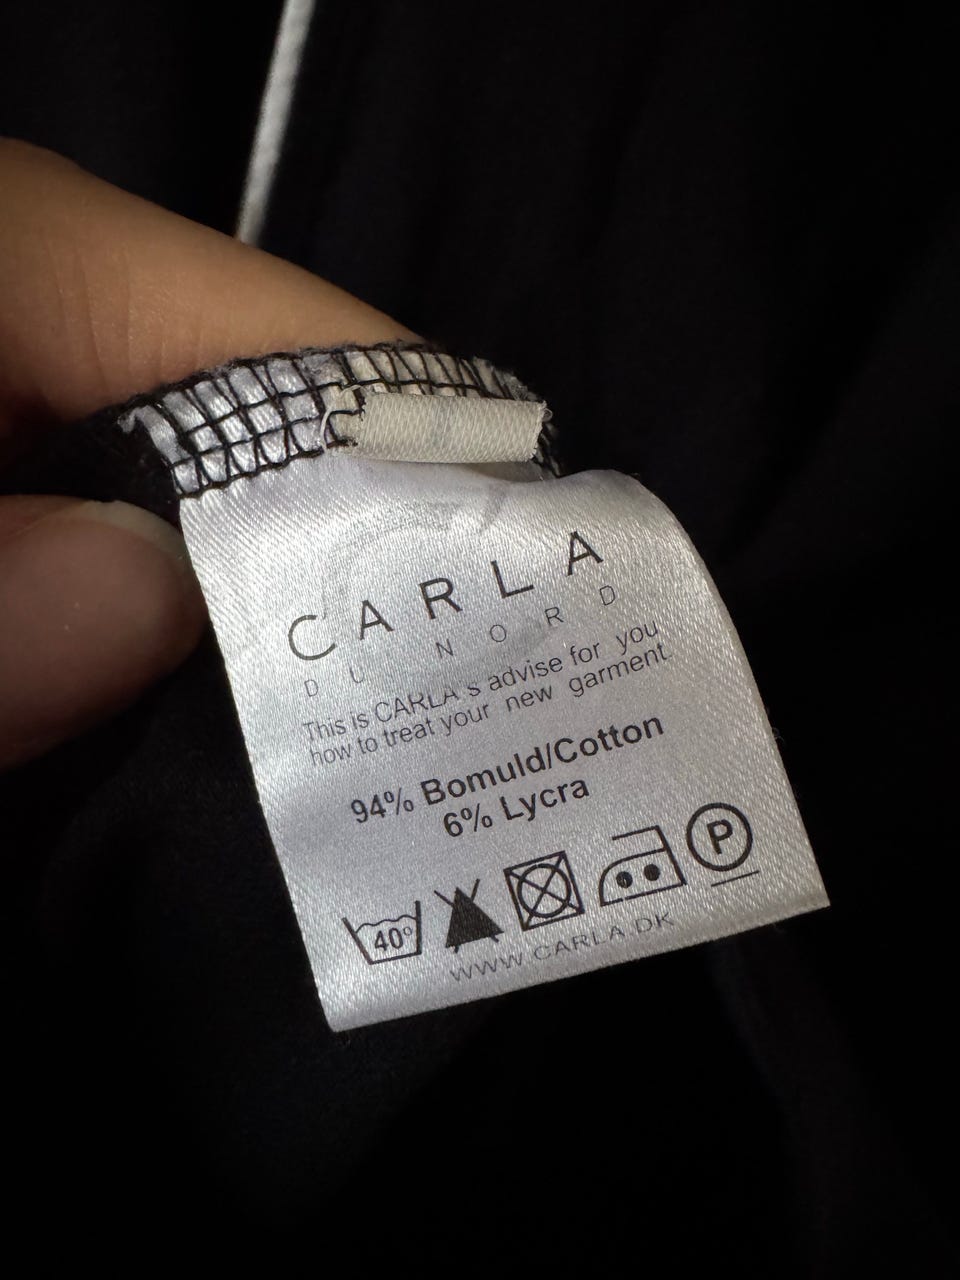 CARLA
DU NORD
This is CARLA's advise for you
how to treat your new garment
94% Bomuld/Cotton
6% Lycra
40° P
WWW.CARLA.DK